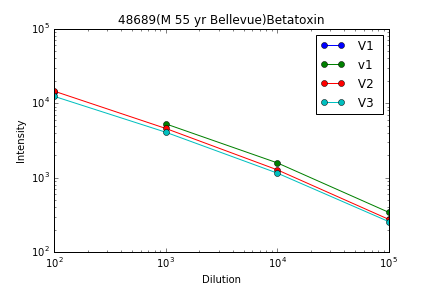 48689(M 55 yr Bellevue)Betatoxin
10^5
10^4
10^3
10^2
Intensity
V1
v1
V2
V3
10^2 10^3 10^4 10^5
Dilution